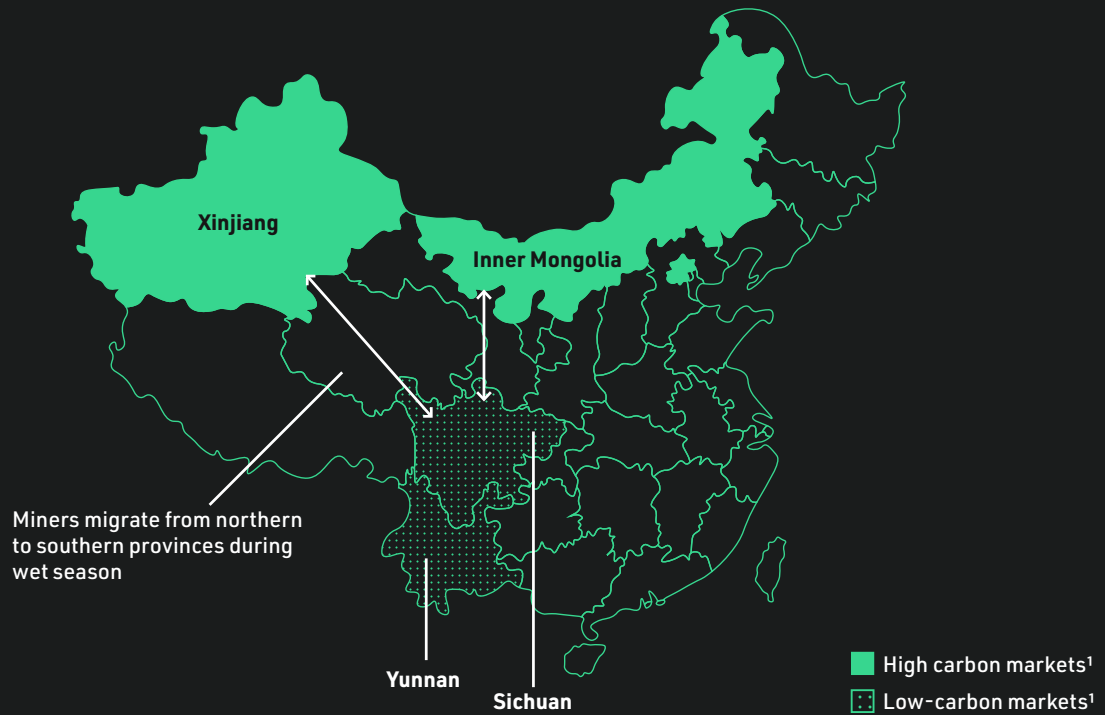 Xinjiang
Inner Mongolia
Miners migrate from northern
to southern provinces during
wet season
Yunnan
Sichuan
High carbon markets¹
Low-carbon markets¹